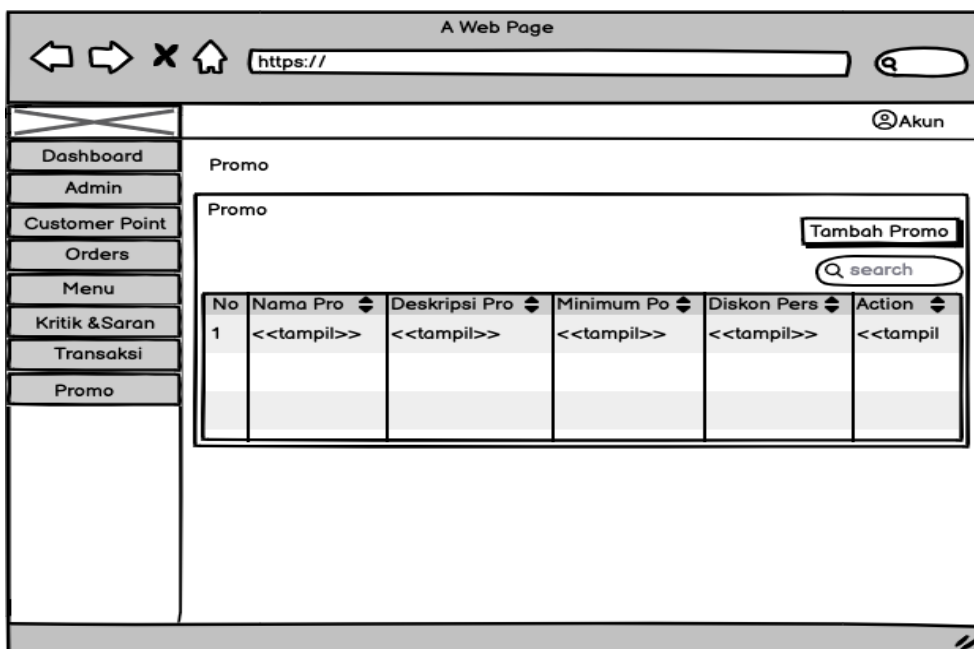 A Web Page
https://
Akun
Dashboard
Admin
Customer Point
Orders
Menu
Kritik &Saran
Transaksi
Promo
Promo
Promo
Tambah Promo
search
No Nama Pro Deskripsi Pro Minimum Po Diskon Pers Action
1 <<tampil>> <<tampil>> <<tampil>> <<tampil>> <<tampil